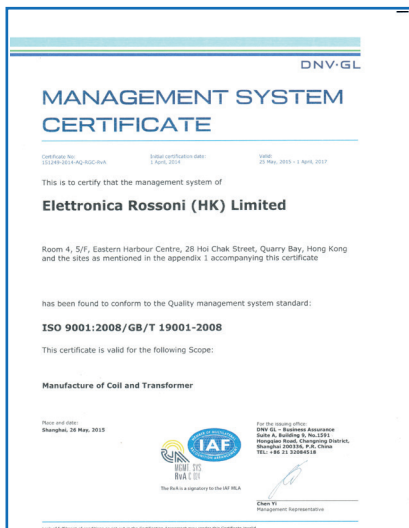 DNV·GL
MANAGEMENT SYSTEM
CERTIFICATE
Certificate No:
151249-2014-AQ-RGC-RvA
Initial certification date:
1 April, 2014
Valid:
25 May, 2015 - 1 April, 2017
This is to certify that the management system of
Elettronica Rossoni (HK) Limited
Room 4, 5/F, Eastern Harbour Centre, 28 Hoi Chak Street, Quarry Bay, Hong Kong
and the sites as mentioned in the appendix 1 accompanying this certificate
has been found to conform to the Quality management system standard:
ISO 9001:2008/GB/T 19001-2008
This certificate is valid for the following Scope:
Manufacture of Coil and Transformer
Place and date:
Shanghai, 26 May, 2015
IAF
MGMT. SYS.
RvA C 024
The RvA is a signatory to the IAF MLA
For the issuing office:
DNV GL – Business Assurance
Suite A, Building 9, No.1591
Hongqiao Road, Changning District,
Shanghai 200336, P.R. China
TEL: +86 21 32084518
Chen Yi
Management Representative